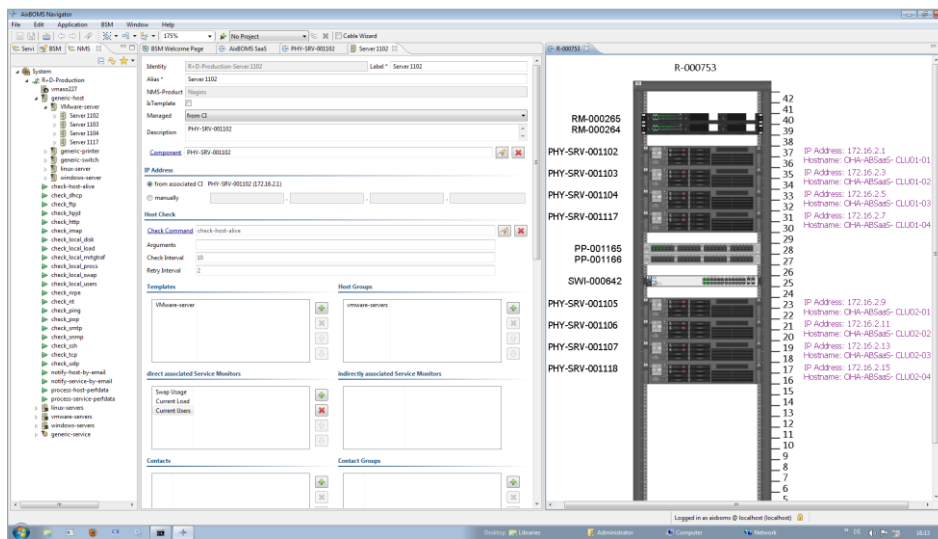 AixBOMS Navigator
File Edit Application BSM Window Help
175% No Project Cable Wizard
Servi BSM NMS
BSM Welcome Page AixBOMS SaaS PHY-SRV-001102 Server 1102
R-000753
System
R+D-Production
vmaso227
generic-host
VMware-server
Server 1102
Server 1103
Server 1104
Server 1117
generic-printer
generic-switch
linux-server
windows-server
check-host-alive
check_dhcp
check_ftp
check_hpjd
check_http
check_imap
check_local_disk
check_local_load
check_local_mrtgtraf
check_local_procs
check_local_swap
check_local_users
check_nrpe
check_nt
check_ping
check_pop
check_smtp
check_snmp
check_ssh
check_tcp
check_udp
notify-host-by-email
notify-service-by-email
process-host-perfdata
process-service-perfdata
linux-servers
vmware-servers
windows-servers
generic-service
Identity R+D-Production-Server 1102 Label * Server 1102
Alias * Server 1102
NMS-Product Nagios
IsTemplate
Managed from CI
Description PHY-SRV-001102
Component PHY-SRV-001102
IP Address
from associated CI PHY-SRV-001102 (172.16.2.1)
manually . . .
Host Check
Check Command check-host-alive
Arguments
Check Interval 10
Retry Interval 2
Templates Host Groups
VMware-server vmware-servers
direct associated Service Monitors indirectly associated Service Monitors
Swap Usage
Current Load
Current Users
Contacts Contact Groups
R-000753
42
41
RM-000265 40
RM-000264 39
38
PHY-SRV-001102 37 IP Address: 172.16.2.1
36 Hostname: OHA-ABSaaS- CLU01-01
PHY-SRV-001103 35 IP Address: 172.16.2.3
34 Hostname: OHA-ABSaaS- CLU01-02
PHY-SRV-001104 33 IP Address: 172.16.2.5
32 Hostname: OHA-ABSaaS- CLU01-03
PHY-SRV-001117 31 IP Address: 172.16.2.7
30 Hostname: OHA-ABSaaS- CLU01-04
29
PP-001165 28
PP-001166 27
26
SWI-000642 25
24
PHY-SRV-001105 23 IP Address: 172.16.2.9
22 Hostname: OHA-ABSaaS- CLU02-01
PHY-SRV-001106 21 IP Address: 172.16.2.11
20 Hostname: OHA-ABSaaS- CLU02-02
PHY-SRV-001107 19 IP Address: 172.16.2.13
18 Hostname: OHA-ABSaaS- CLU02-03
PHY-SRV-001118 17 IP Address: 172.16.2.15
16 Hostname: OHA-ABSaaS- CLU02-04
15
14
13
12
11
10
9
8
7
6
5
Logged in as aixboms @ localhost (localhost)
Desktop Libraries Administrator Computer Network DE 16:13